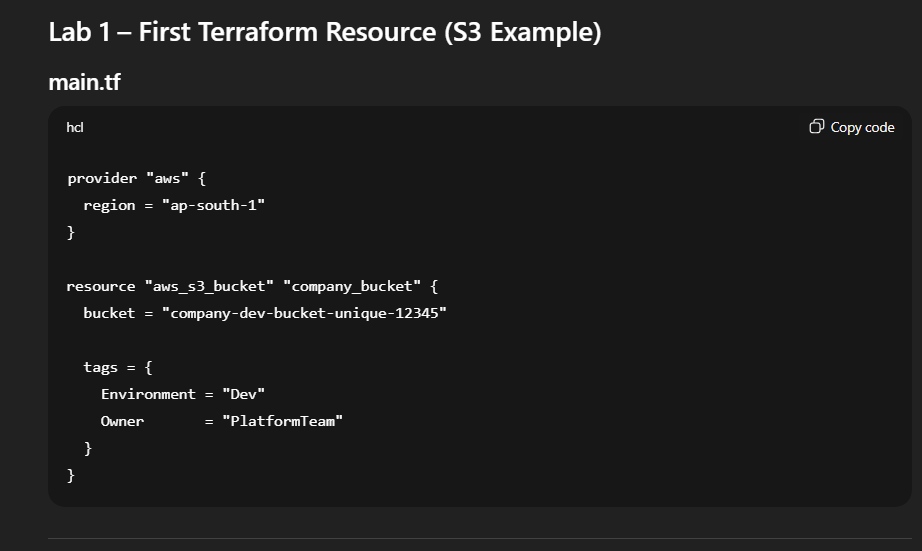 Lab 1 – First Terraform Resource (S3 Example)
main.tf
hcl
Copy code
provider "aws" {
  region = "ap-south-1"
}
resource "aws_s3_bucket" "company_bucket" {
  bucket = "company-dev-bucket-unique-12345"
  tags = {
    Environment = "Dev"
    Owner       = "PlatformTeam"
  }
}